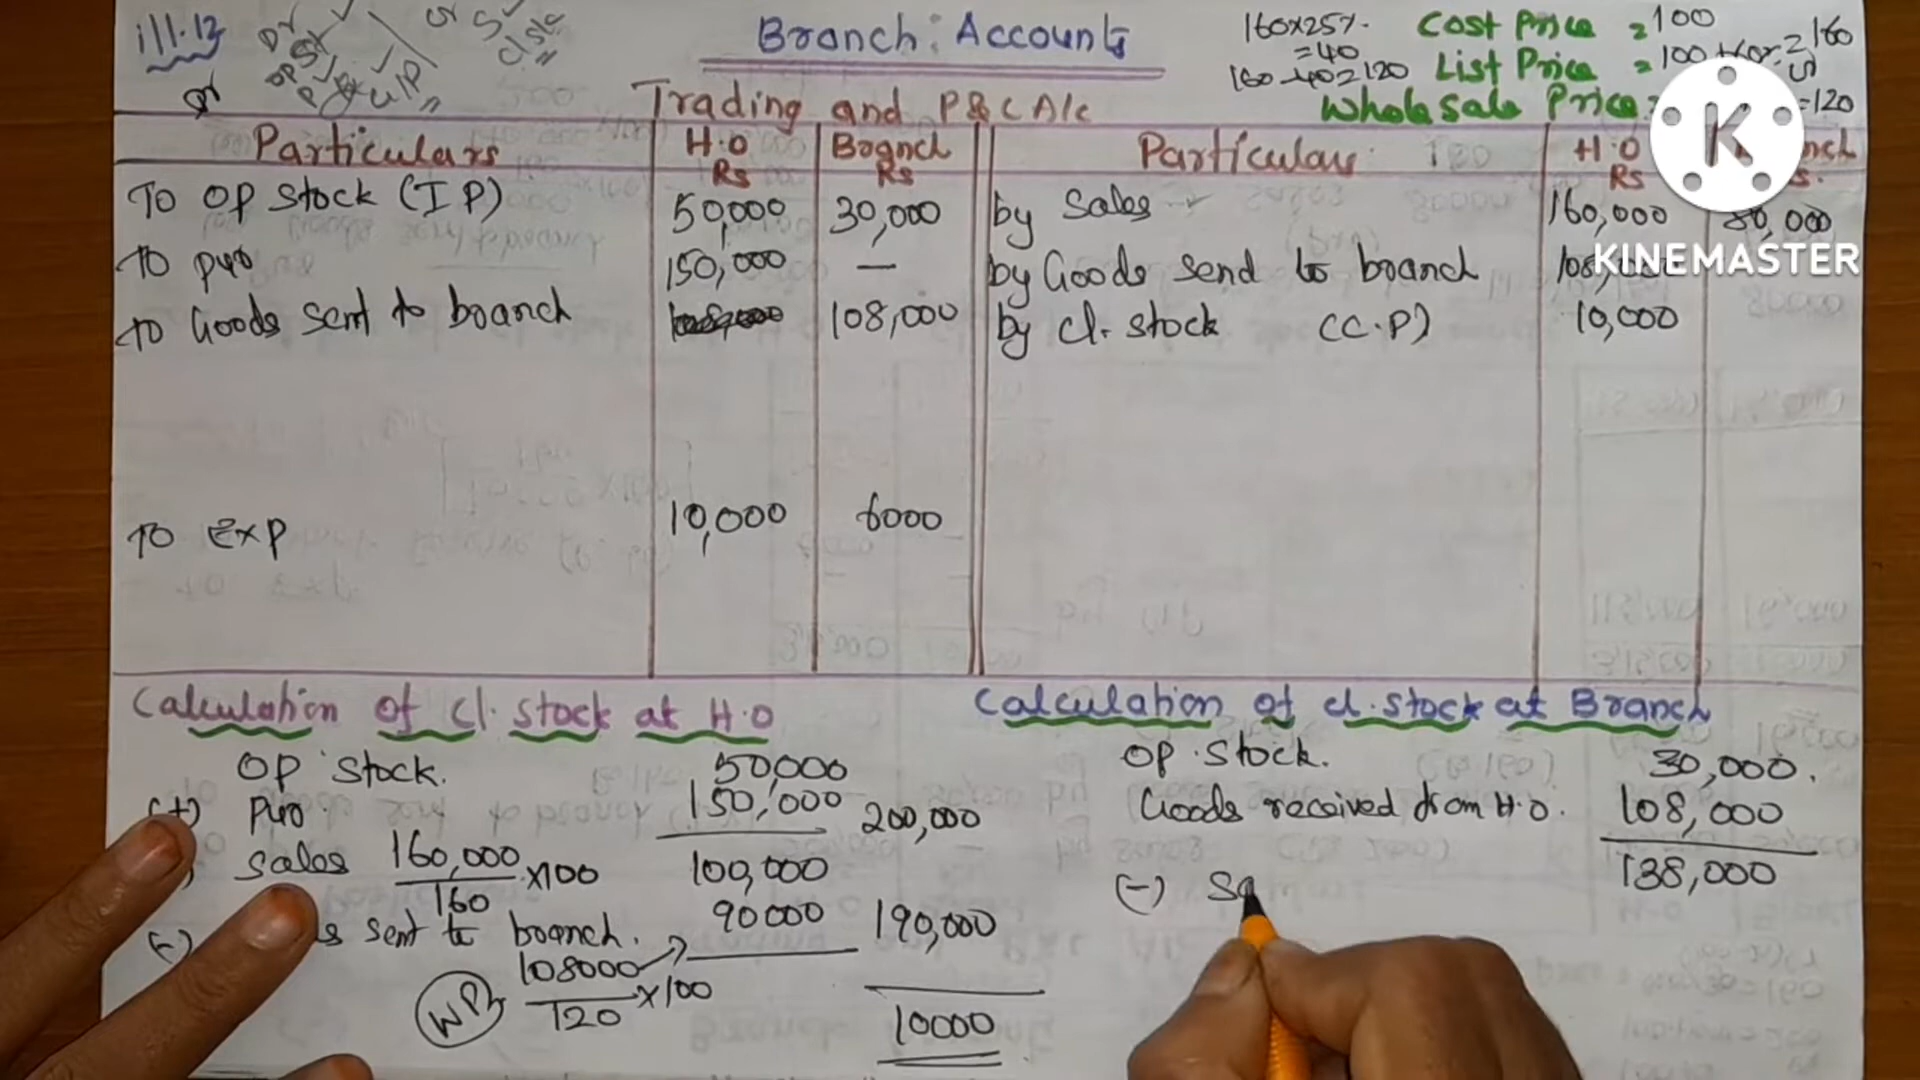 ill.13
Branch: Accounts
160x25%.
=40
160-40=120
Cost Price = 100
List Price = 100 + 60% = 160
Whole Sale Price = =120
Dr
Trading and P&L A/c
Particulars H.O Rs Branch Rs Particulars H.O Rs
To OP Stock (IP) 50,000 30,000 by Sales 160,000 80,000
To pur 150,000 — by Goods send to branch
To Goods sent to branch 108,000 by Cl. stock (C.P) 10,000
To Exp 10,000 6000
KINEMASTER
Calculation of Cl. stock at H.O
OP Stock. 50,000
(+) Pur. 150,000 200,000
Sales 160,000/160 x100 100,000
(-) sent to branch. 90000 190,000
WP 108000/120 x100
10000
Calculation of cl. stock at Branch
OP. Stock. 30,000.
Goods received from H.O. 108,000
138,000
(-) Sa